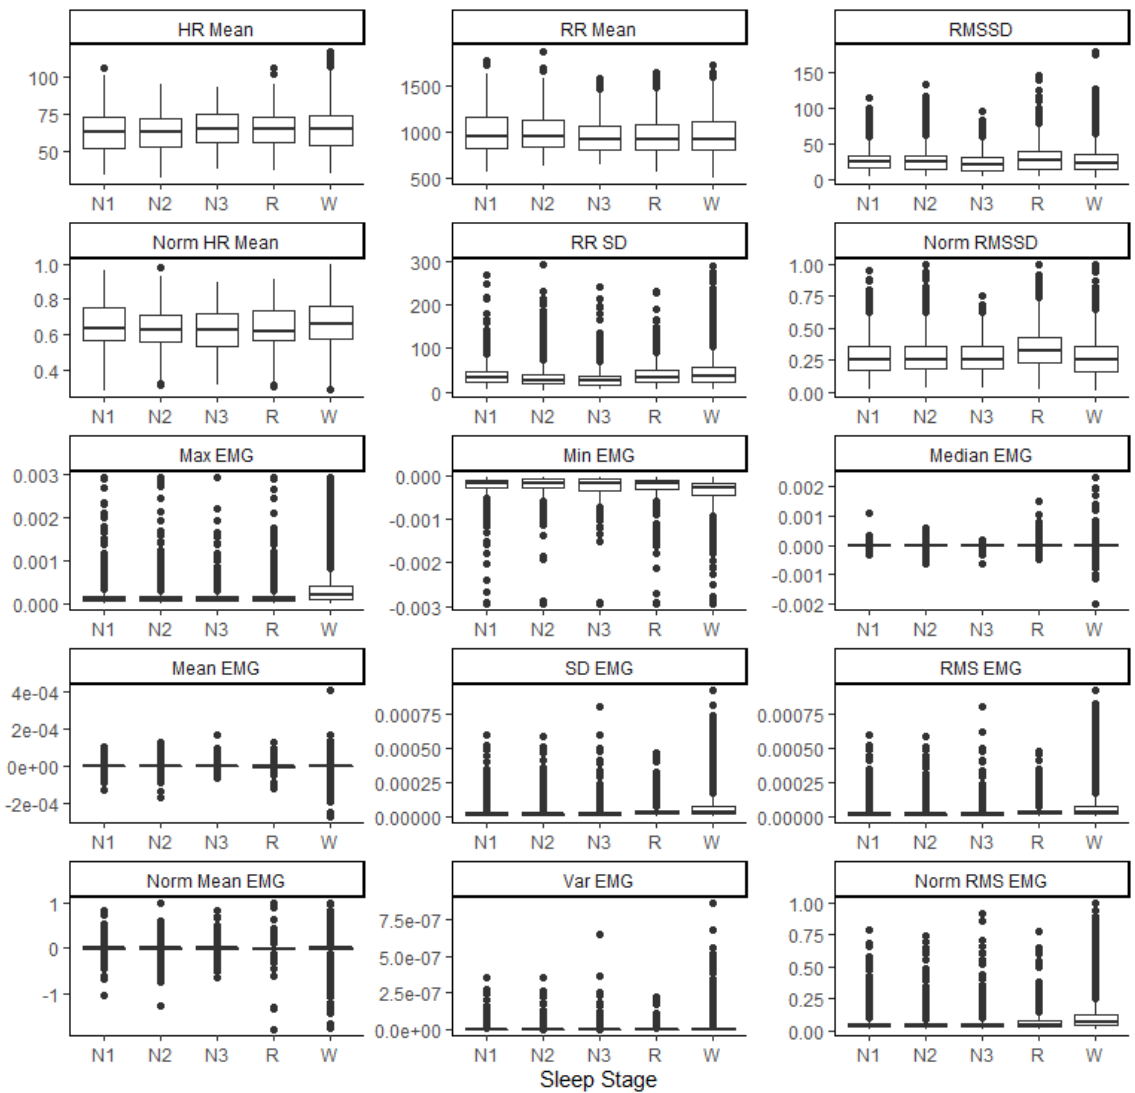 HR Mean
100
75
50
N1 N2 N3 R W
RR Mean
1500
1000
500
N1 N2 N3 R W
RMSSD
150
100
50
0
N1 N2 N3 R W
Norm HR Mean
1.0
0.8
0.6
0.4
N1 N2 N3 R W
RR SD
300
200
100
0
N1 N2 N3 R W
Norm RMSSD
1.00
0.75
0.50
0.25
0.00
N1 N2 N3 R W
Max EMG
0.003
0.002
0.001
0.000
N1 N2 N3 R W
Min EMG
0.000
-0.001
-0.002
-0.003
N1 N2 N3 R W
Median EMG
0.002
0.001
0.000
-0.001
-0.002
N1 N2 N3 R W
Mean EMG
4e-04
2e-04
0e+00
-2e-04
N1 N2 N3 R W
SD EMG
0.00075
0.00050
0.00025
0.00000
N1 N2 N3 R W
RMS EMG
0.00075
0.00050
0.00025
0.00000
N1 N2 N3 R W
Norm Mean EMG
1
0
-1
N1 N2 N3 R W
Var EMG
7.5e-07
5.0e-07
2.5e-07
0.0e+00
N1 N2 N3 R W
Norm RMS EMG
1.00
0.75
0.50
0.25
0.00
N1 N2 N3 R W
Sleep Stage